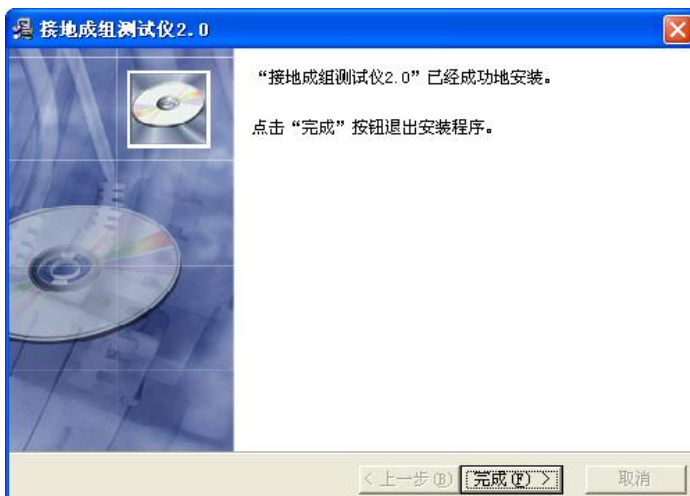 接地成组测试仪2.0
“接地成组测试仪2.0”已经成功地安装。
点击“完成”按钮退出安装程序。
< 上一步(B) 完成(F) > 取消